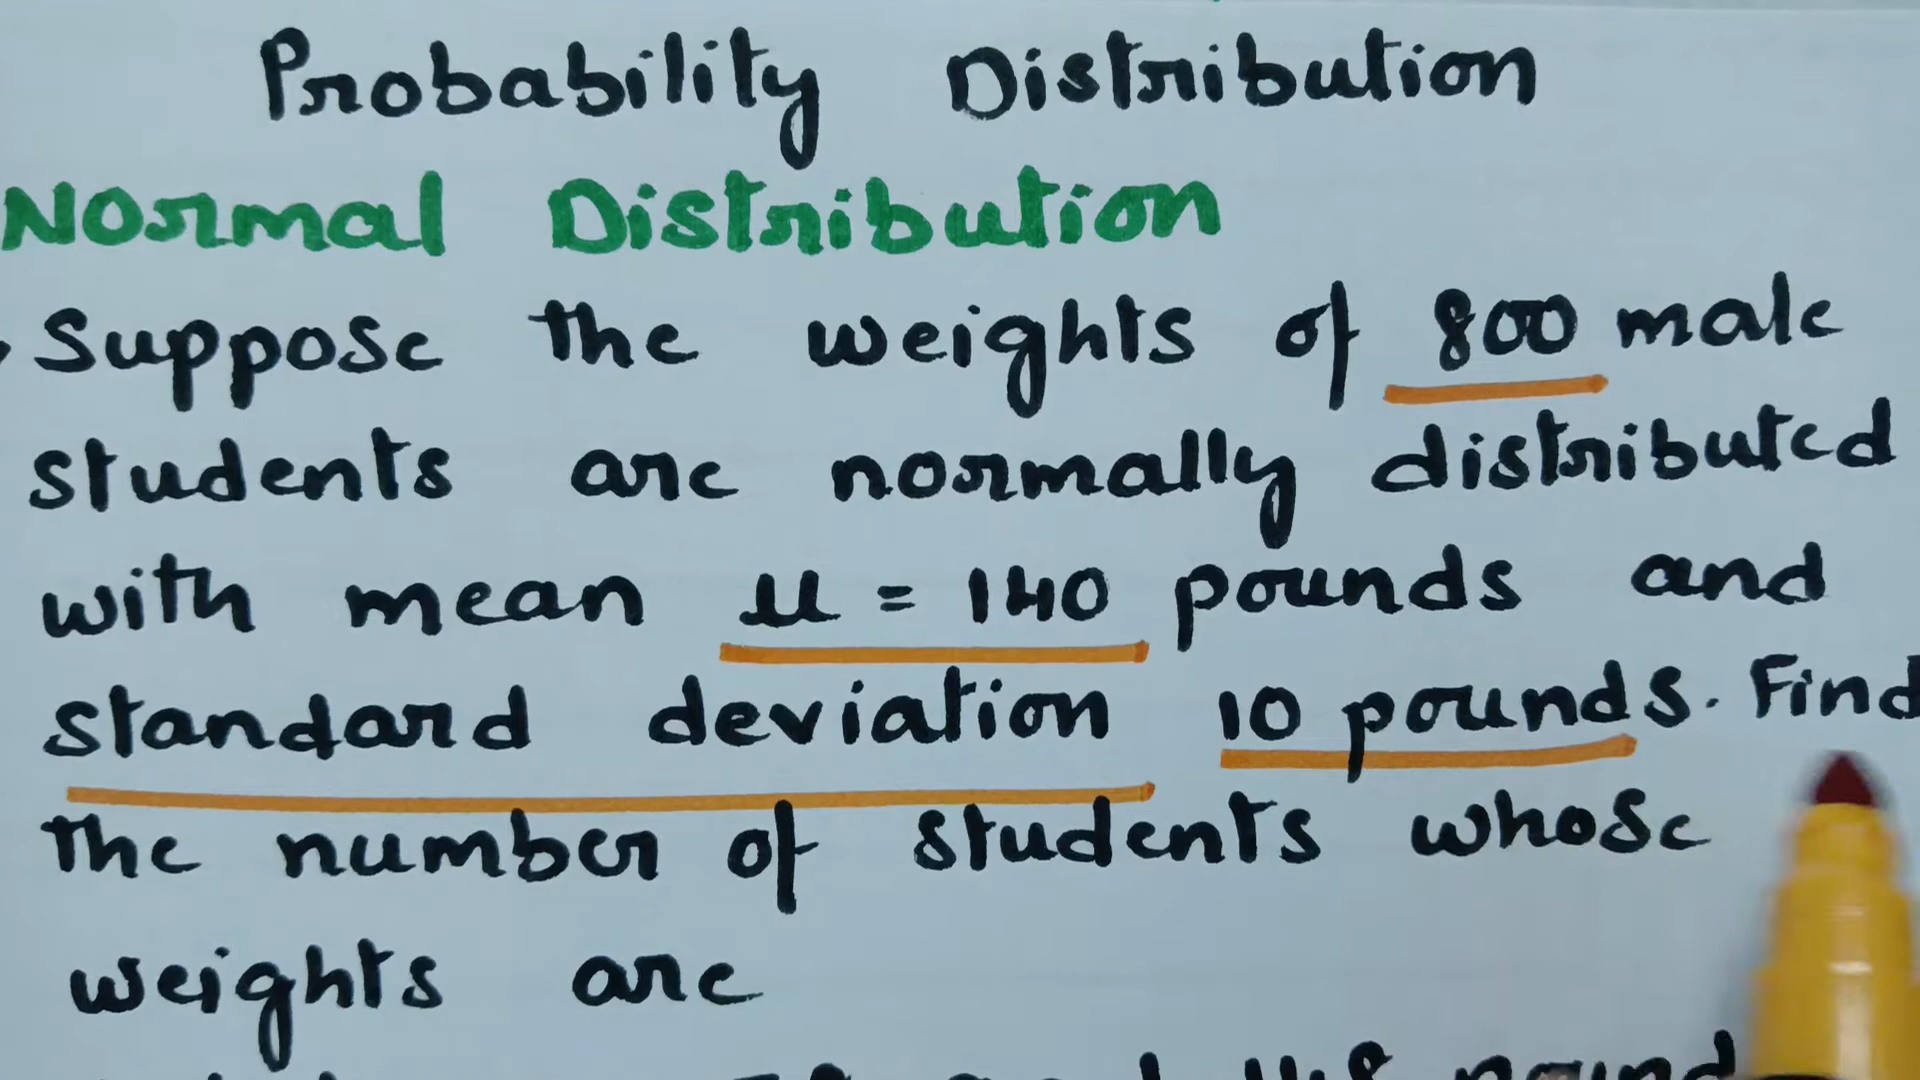 Probability Distribution
Normal Distribution
Suppose the weights of 800 male
students are normally distributed
with mean μ = 140 pounds and
standard deviation 10 pounds. Find
the number of students whose
weights are